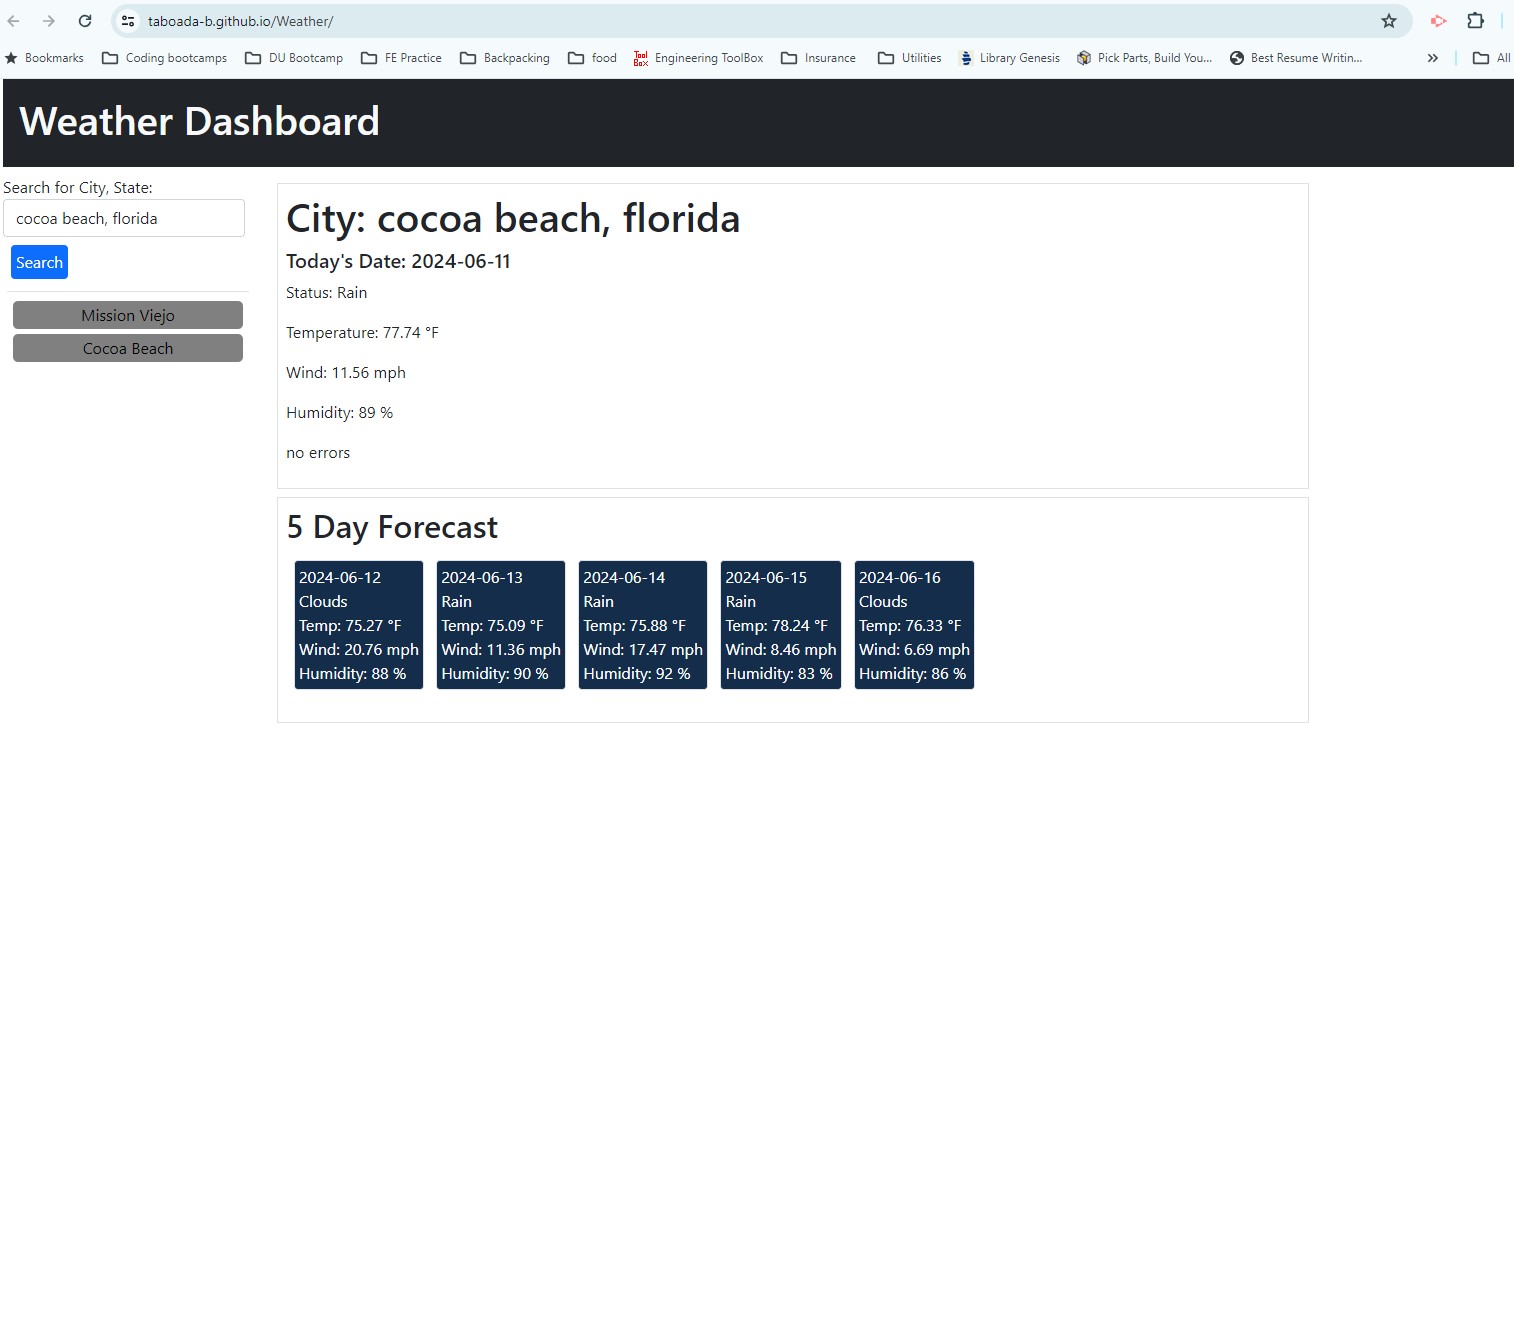 taboada-b.github.io/Weather/
Bookmarks Coding bootcamps DU Bootcamp FE Practice Backpacking food Tool Box Engineering ToolBox Insurance Utilities Library Genesis Pick Parts, Build You... Best Resume Writin... » All
Weather Dashboard
Search for City, State:
cocoa beach, florida
Search
Mission Viejo
Cocoa Beach
City: cocoa beach, florida
Today's Date: 2024-06-11
Status: Rain
Temperature: 77.74 °F
Wind: 11.56 mph
Humidity: 89 %
no errors
5 Day Forecast
2024-06-12
Clouds
Temp: 75.27 °F
Wind: 20.76 mph
Humidity: 88 %
2024-06-13
Rain
Temp: 75.09 °F
Wind: 11.36 mph
Humidity: 90 %
2024-06-14
Rain
Temp: 75.88 °F
Wind: 17.47 mph
Humidity: 92 %
2024-06-15
Rain
Temp: 78.24 °F
Wind: 8.46 mph
Humidity: 83 %
2024-06-16
Clouds
Temp: 76.33 °F
Wind: 6.69 mph
Humidity: 86 %